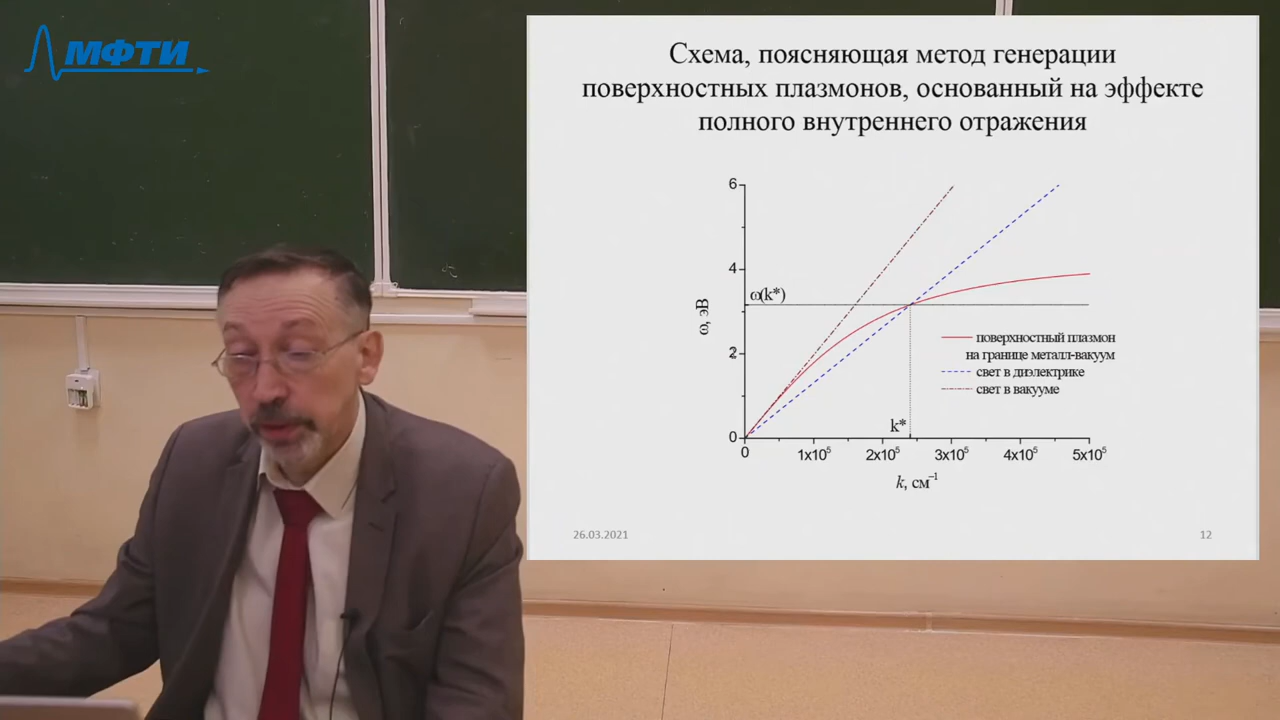 МФТИ
Схема, поясняющая метод генерации
поверхностных плазмонов, основанный на эффекте
полного внутреннего отражения
6
4
2
0
ω, эВ
ω(k*)
k*
поверхностный плазмон
на границе металл-вакуум
свет в диэлектрике
свет в вакууме
0
1x10⁵
2x10⁵
3x10⁵
4x10⁵
5x10⁵
k, см⁻¹
26.03.2021
12